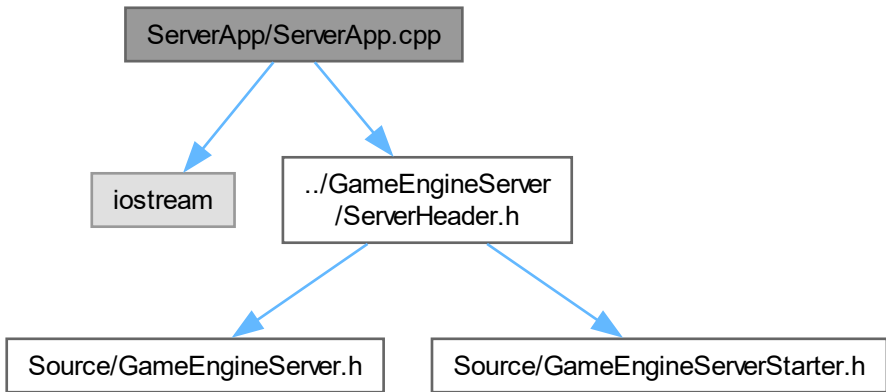 ServerApp/ServerApp.cpp
iostream
../GameEngineServer
/ServerHeader.h
Source/GameEngineServer.h
Source/GameEngineServerStarter.h